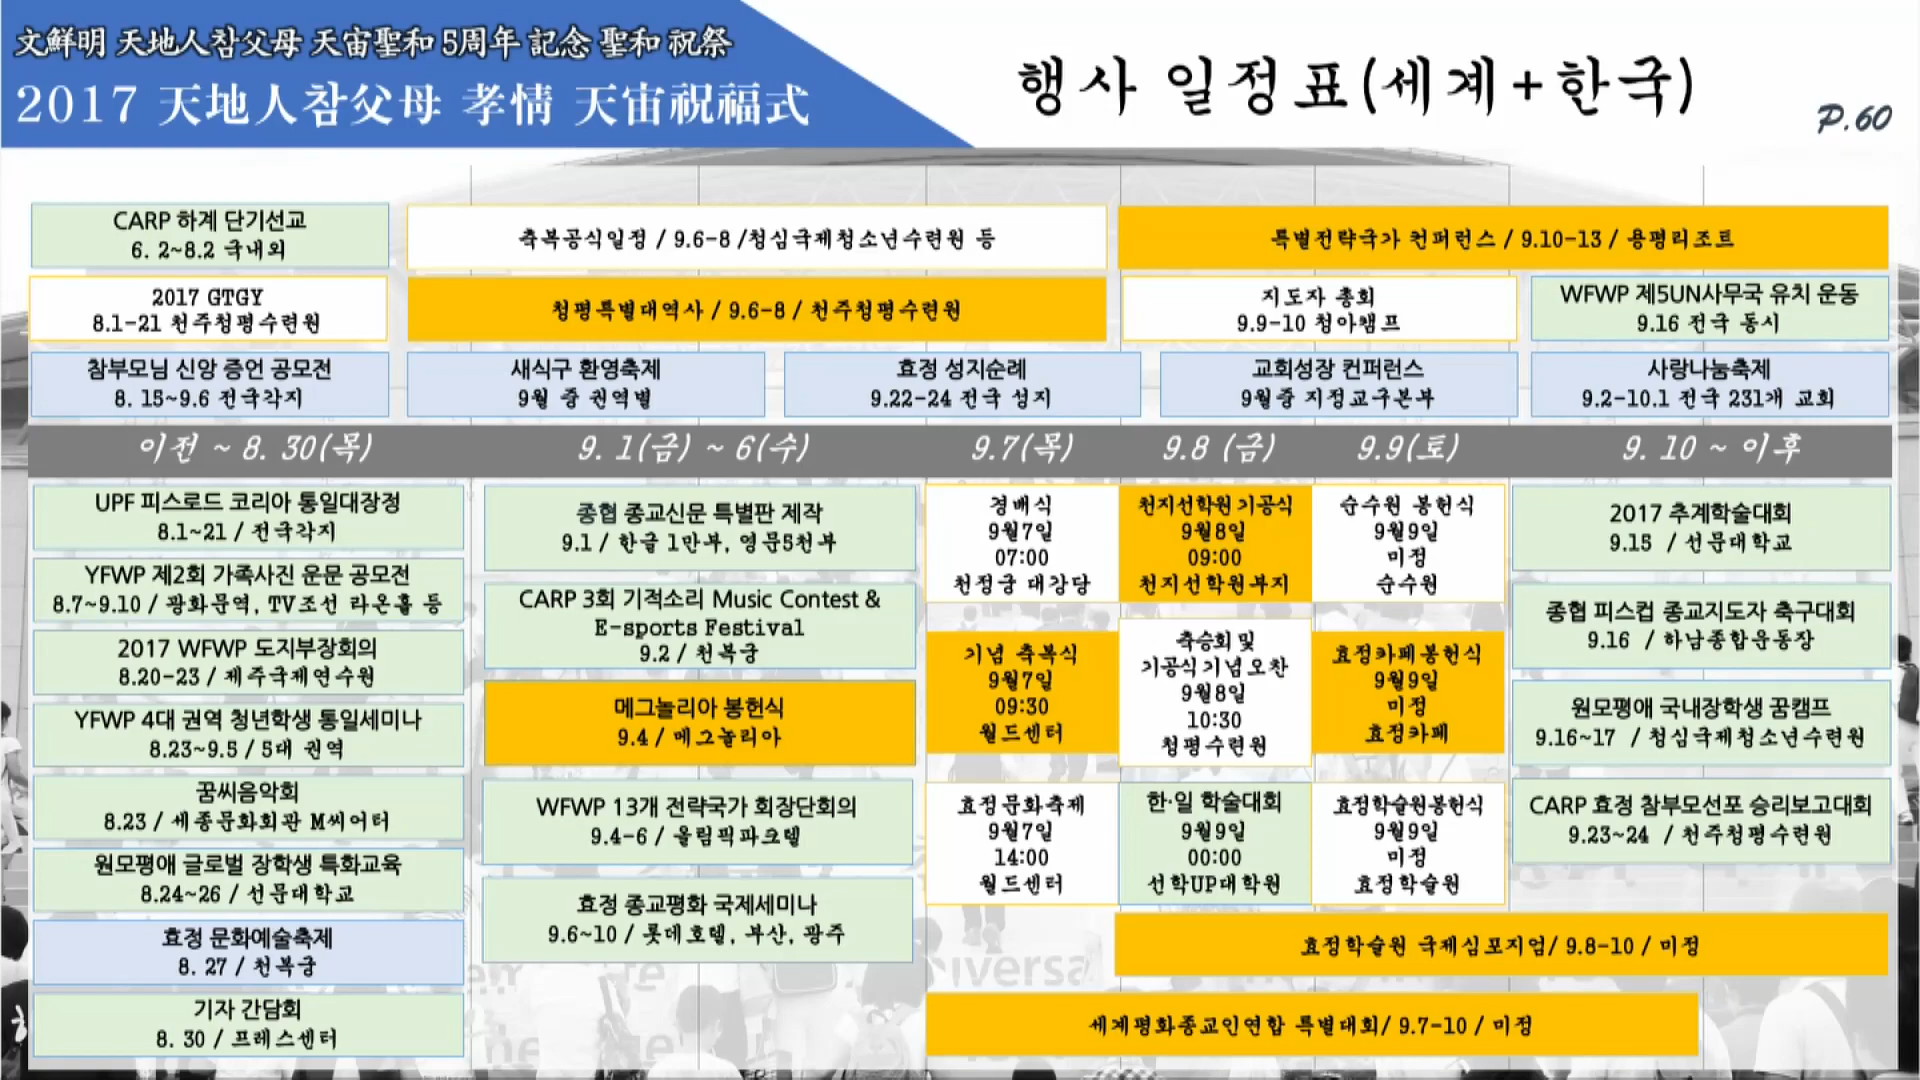 文鮮明 天地人참父母 天宙聖和 5周年 記念 聖和 祝祭
2017 天地人참父母 孝情 天宙祝福式
행사 일정표(세계+한국)
P.60
CARP 하계 단기선교
6. 2~8.2 국내외
축복공식일정 / 9.6-8 /청심국제청소년수련원 등
특별전략국가 컨퍼런스 / 9.10-13 / 용평리조트
2017 GTGY
8.1-21 천주청평수련원
청평특별대역사 / 9.6-8 / 천주청평수련원
지도자 총회
9.9-10 청아캠프
WFWP 제5UN사무국 유치 운동
9.16 전국 동시
참부모님 신앙 증언 공모전
8. 15~9.6 전국각지
새식구 환영축제
9월 중 권역별
효정 성지순례
9.22-24 전국 성지
교회성장 컨퍼런스
9월중 지정교구본부
사랑나눔축제
9.2-10.1 전국 231개 교회
이전 ~ 8. 30(목)
9. 1(금) ~ 6(수)
9.7(목)
9.8 (금)
9.9(토)
9. 10 ~ 이후
UPF 피스로드 코리아 통일대장정
8.1~21 / 전국각지
YFWP 제2회 가족사진 운문 공모전
8.7~9.10 / 광화문역, TV조선 라온홀 등
2017 WFWP 도지부장회의
8.20-23 / 제주국제연수원
YFWP 4대 권역 청년학생 통일세미나
8.23~9.5 / 5대 권역
꿈씨음악회
8.23 / 세종문화회관 M씨어터
원모평애 글로벌 장학생 특화교육
8.24~26 / 선문대학교
효정 문화예술축제
8. 27 / 천복궁
기자 간담회
8. 30 / 프레스센터
종협 종교신문 특별판 제작
9.1 / 한글 1만부, 영문5천부
CARP 3회 기적소리 Music Contest &
E-sports Festival
9.2 / 천복궁
메그놀리아 봉헌식
9.4 / 메그놀리아
WFWP 13개 전략국가 회장단회의
9.4-6 / 올림픽파크텔
효정 종교평화 국제세미나
9.6~10 / 롯데호텔, 부산, 광주
경배식
9월7일
07:00
천정궁 대강당
기념 축복식
9월7일
09:30
월드센터
효정문화축제
9월7일
14:00
월드센터
천지선학원 기공식
9월8일
09:00
천지선학원부지
축승회 및
기공식 기념 오찬
9월8일
10:30
청평수련원
한·일 학술대회
9월9일
00:00
선학UP대학원
순수원 봉헌식
9월9일
미정
순수원
효정카페봉헌식
9월9일
미정
효정카페
효정학술원봉헌식
9월9일
미정
효정학술원
2017 추계학술대회
9.15 / 선문대학교
종협 피스컵 종교지도자 축구대회
9.16 / 하남종합운동장
원모평애 국내장학생 꿈캠프
9.16~17 / 청심국제청소년수련원
CARP 효정 참부모선포 승리보고대회
9.23~24 / 천주청평수련원
효정학술원 국제심포지엄/ 9.8-10 / 미정
세계평화종교인연합 특별대회/ 9.7-10 / 미정